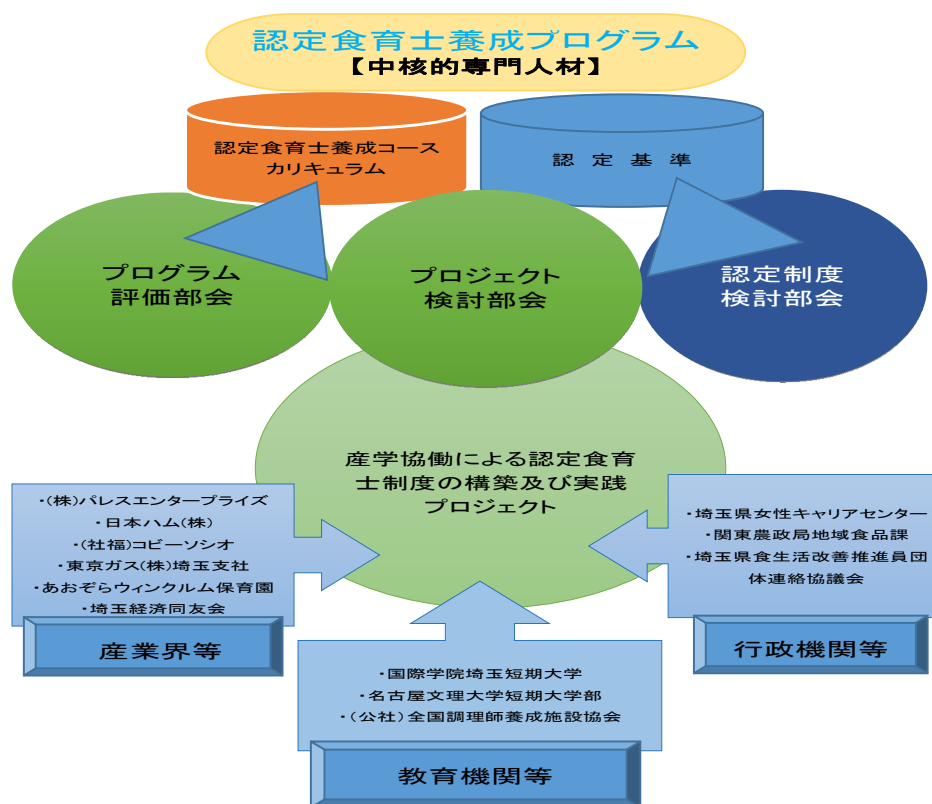 認定食育士養成プログラム
【中核的専門人材】
認定食育士養成コース
カリキュラム
認 定 基 準
プログラム
評価部会
プロジェクト
検討部会
認定制度
検討部会
産学協働による認定食育
士制度の構築及び実践
プロジェクト
・(株)パレスエンタープライズ
・日本ハム(株)
・(社福)コビーソシオ
・東京ガス(株)埼玉支社
・あおぞらウィンクルム保育園
・埼玉経済同友会
産業界等
・埼玉県女性キャリアセンター
・関東農政局地域食品課
・埼玉県食生活改善推進員団
体連絡協議会
行政機関等
・国際学院埼玉短期大学
・名古屋文理大学短期大学部
・(公社)全国調理師養成施設協会
教育機関等